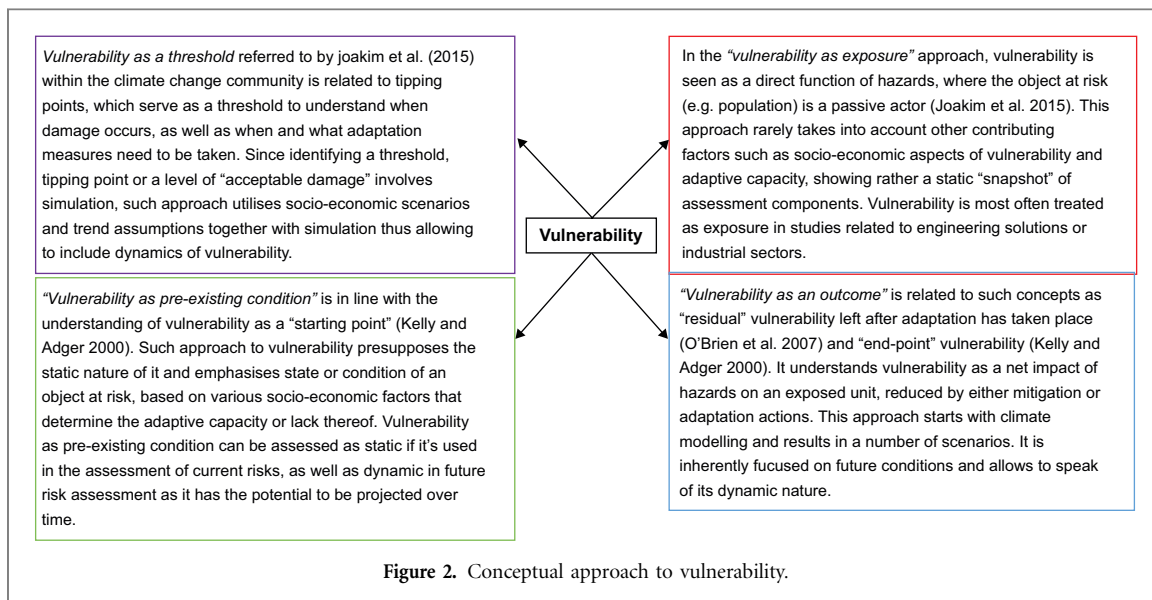 Vulnerability as a threshold referred to by joakim et al. (2015)
within the climate change community is related to tipping
points, which serve as a threshold to understand when
damage occurs, as well as when and what adaptation
measures need to be taken. Since identifying a threshold,
tipping point or a level of “acceptable damage” involves
simulation, such approach utilises socio-economic scenarios
and trend assumptions together with simulation thus allowing
to include dynamics of vulnerability.
In the “vulnerability as exposure” approach, vulnerability is
seen as a direct function of hazards, where the object at risk
(e.g. population) is a passive actor (Joakim et al. 2015). This
approach rarely takes into account other contributing
factors such as socio-economic aspects of vulnerability and
adaptive capacity, showing rather a static “snapshot” of
assessment components. Vulnerability is most often treated
as exposure in studies related to engineering solutions or
industrial sectors.
Vulnerability
“Vulnerability as pre-existing condition” is in line with the
understanding of vulnerability as a “starting point” (Kelly and
Adger 2000). Such approach to vulnerability presupposes the
static nature of it and emphasises state or condition of an
object at risk, based on various socio-economic factors that
determine the adaptive capacity or lack thereof. Vulnerability
as pre-existing condition can be assessed as static if it’s used
in the assessment of current risks, as well as dynamic in future
risk assessment as it has the potential to be projected over
time.
“Vulnerability as an outcome” is related to such concepts as
“residual” vulnerability left after adaptation has taken place
(O’Brien et al. 2007) and “end-point” vulnerability (Kelly and
Adger 2000). It understands vulnerability as a net impact of
hazards on an exposed unit, reduced by either mitigation or
adaptation actions. This approach starts with climate
modelling and results in a number of scenarios. It is
inherently fucused on future conditions and allows to speak
of its dynamic nature.
Figure 2. Conceptual approach to vulnerability.